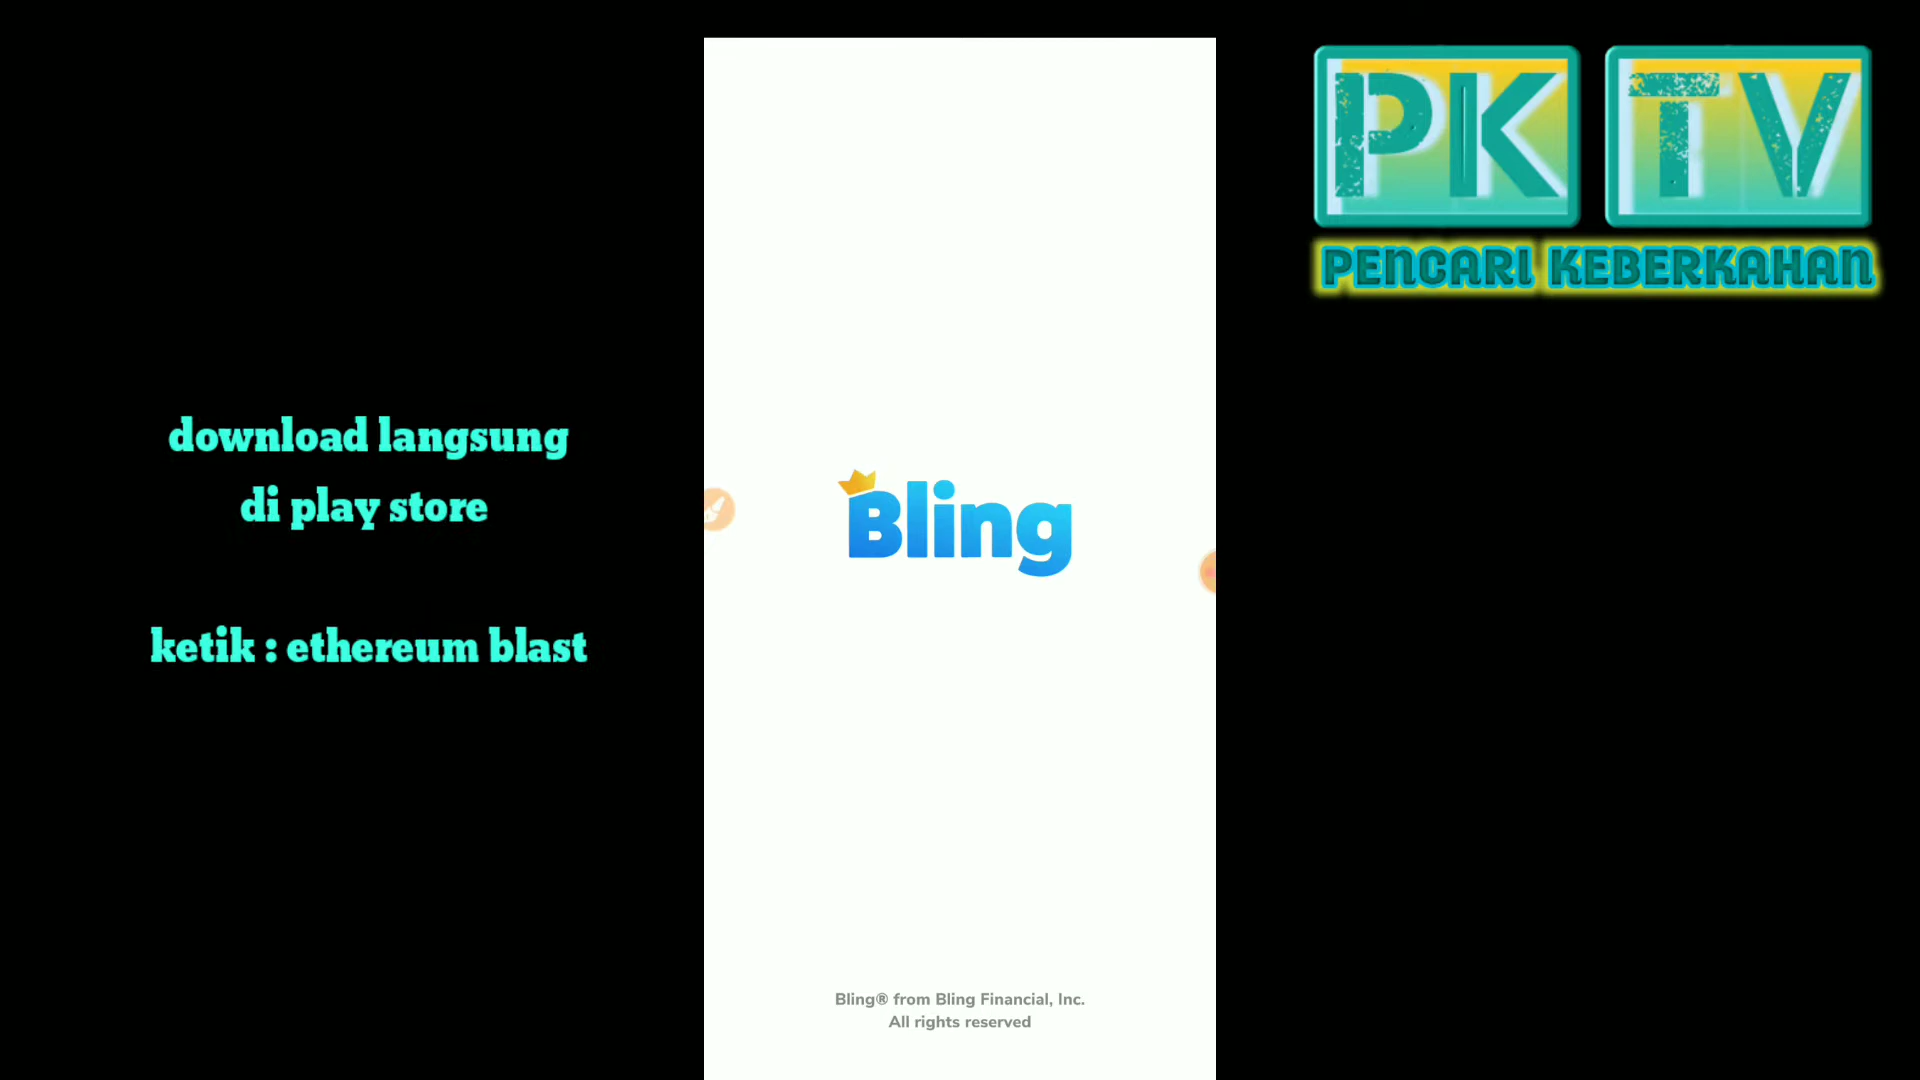 PK TV
PENCARI KEBERKAHAN
download langsung
di play store
ketik : ethereum blast
Bling
Bling® from Bling Financial, Inc.
All rights reserved